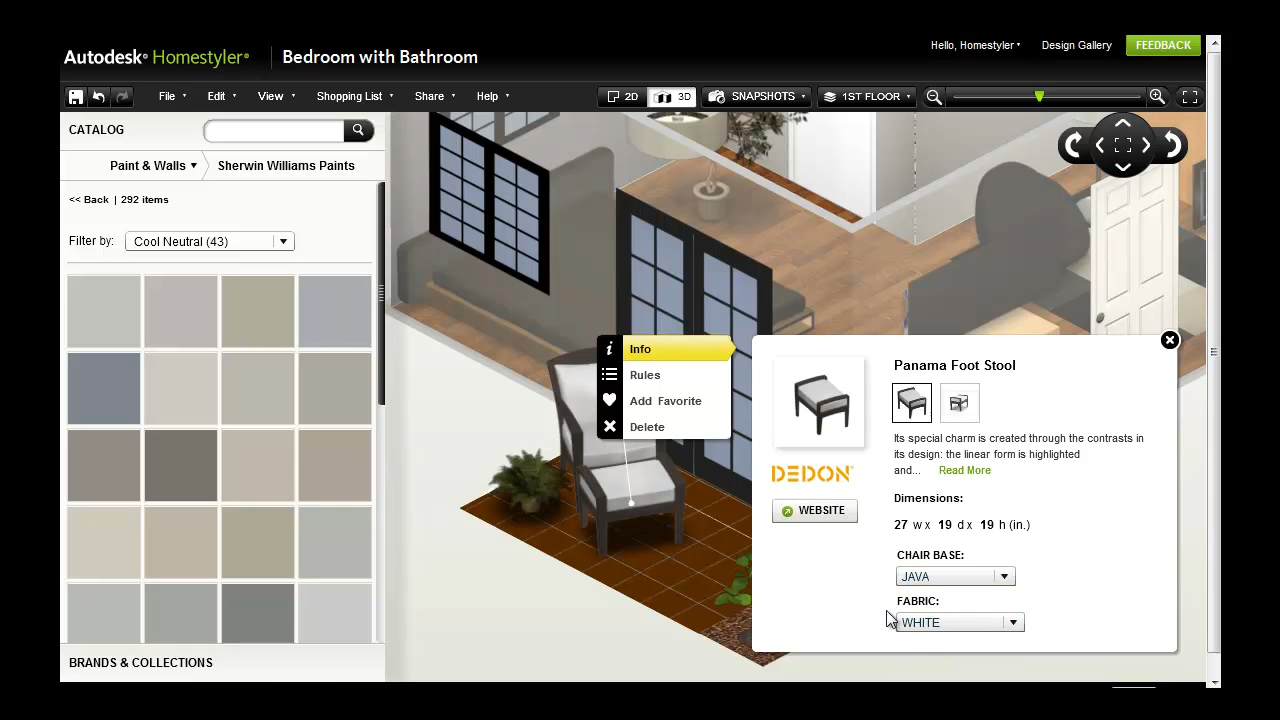 Autodesk® Homestyler®
Bedroom with Bathroom
Hello, Homestyler
Design Gallery
FEEDBACK
File
Edit
View
Shopping List
Share
Help
2D
3D
SNAPSHOTS
1ST FLOOR
CATALOG
Paint & Walls
Sherwin Williams Paints
<< Back | 292 items
Filter by:
Cool Neutral (43)
BRANDS & COLLECTIONS
i Info
Rules
Add Favorite
Delete
Panama Foot Stool
Its special charm is created through the contrasts in
its design: the linear form is highlighted
and... Read More
DEDON®
WEBSITE
Dimensions:
27 w x 19 d x 19 h (in.)
CHAIR BASE:
JAVA
FABRIC:
WHITE